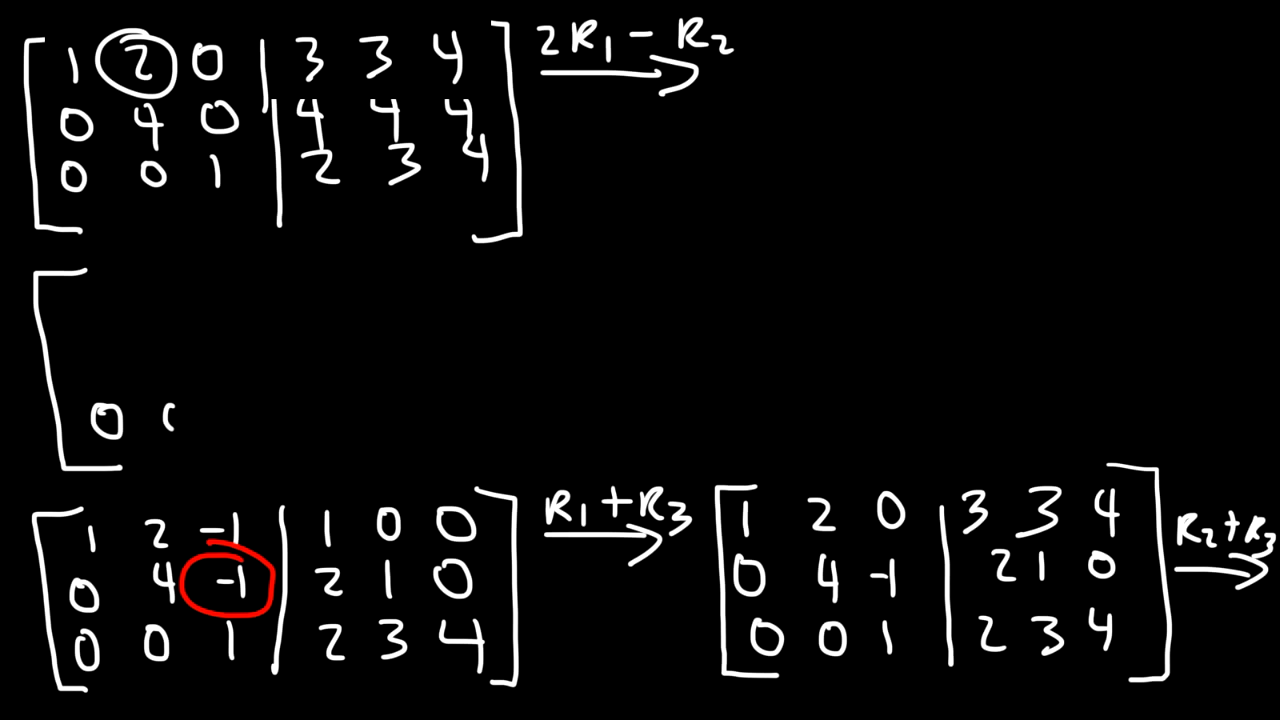 1 2 0 | 3 3 4 2R1 - R2
0 4 0 | 4 4 4
0 0 1 | 2 3 4
0 0
1 2 -1 | 1 0 0 R1 + R3 1 2 0 | 3 3 4 R2 + R3
0 4 -1 | 2 1 0 0 4 -1 | 2 1 0
0 0 1 | 2 3 4 0 0 1 | 2 3 4